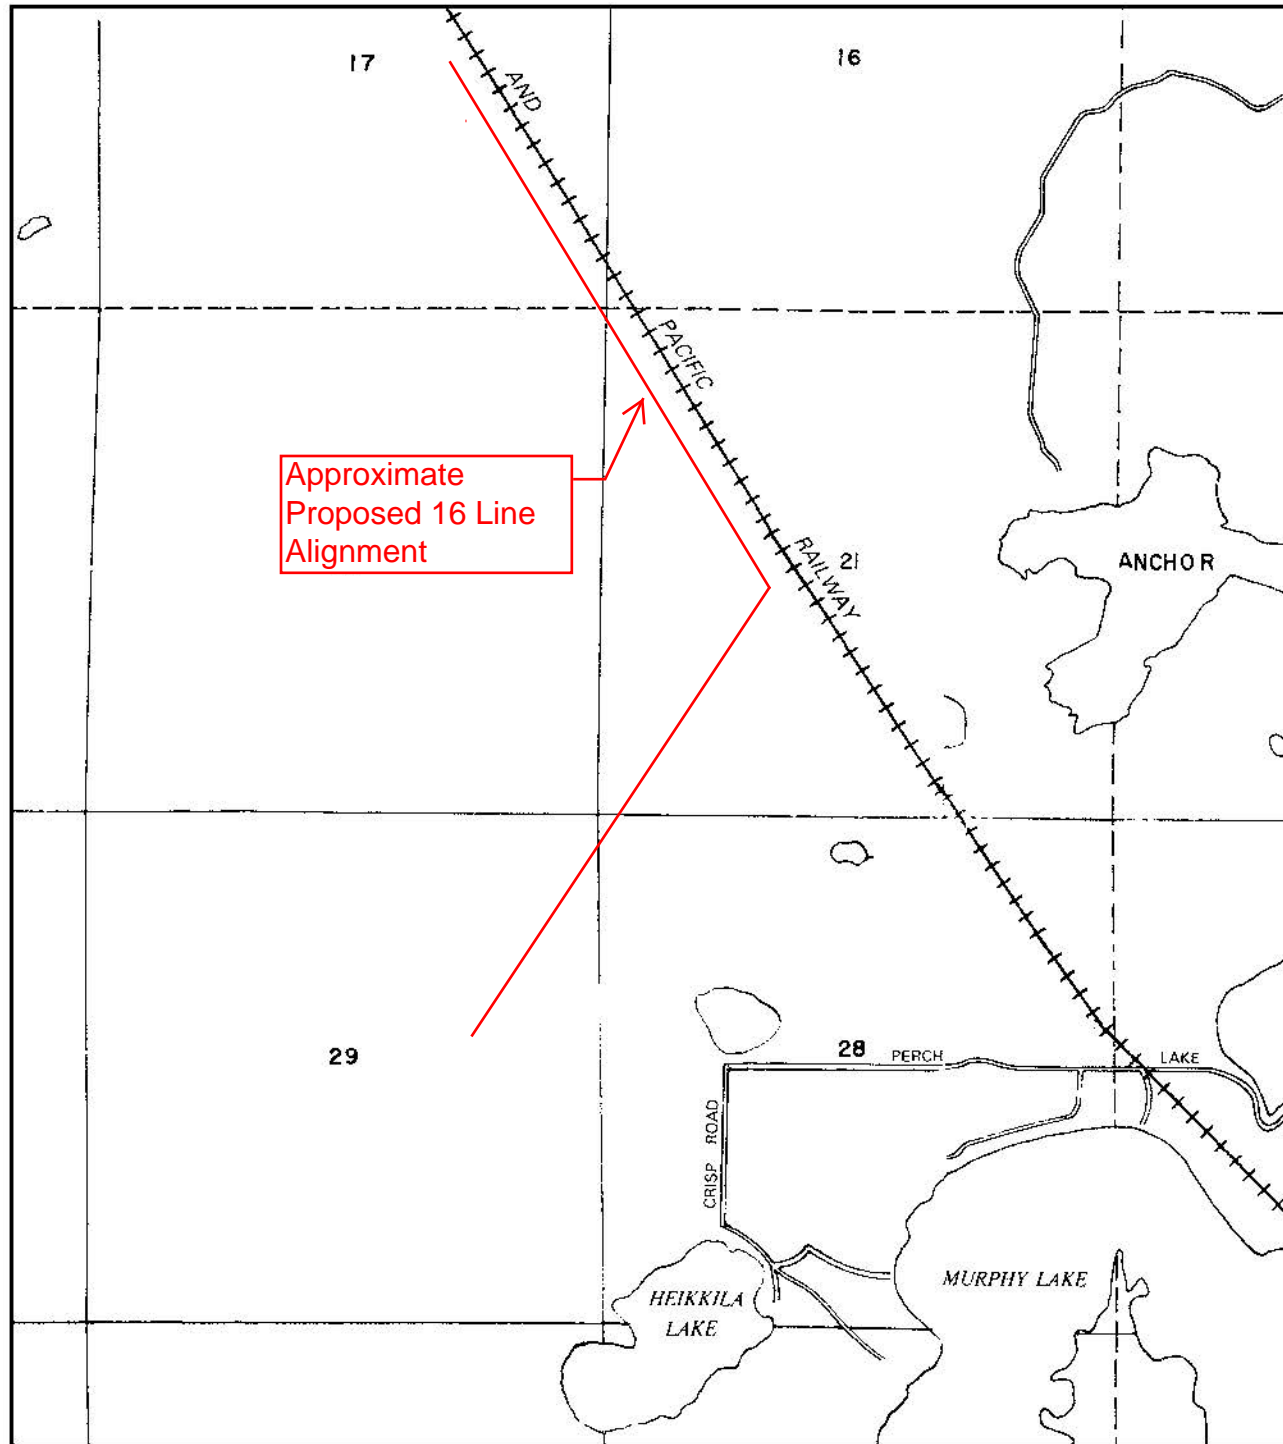 17
16
AND
PACIFIC
Approximate
Proposed 16 Line
Alignment
RAILWAY
21
ANCHOR
29
28
PERCH
LAKE
CRISP ROAD
HEIKKILA
LAKE
MURPHY LAKE